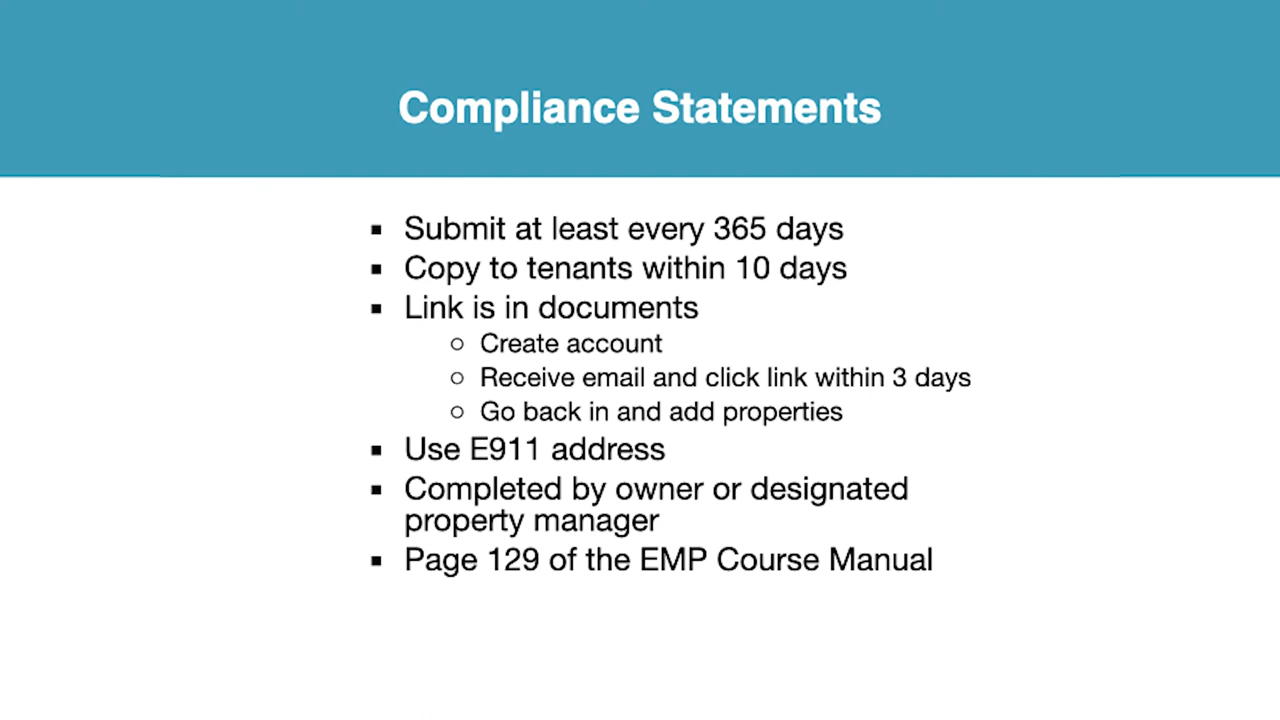 Compliance Statements
▪ Submit at least every 365 days
▪ Copy to tenants within 10 days
▪ Link is in documents
○ Create account
○ Receive email and click link within 3 days
○ Go back in and add properties
▪ Use E911 address
▪ Completed by owner or designated
property manager
▪ Page 129 of the EMP Course Manual